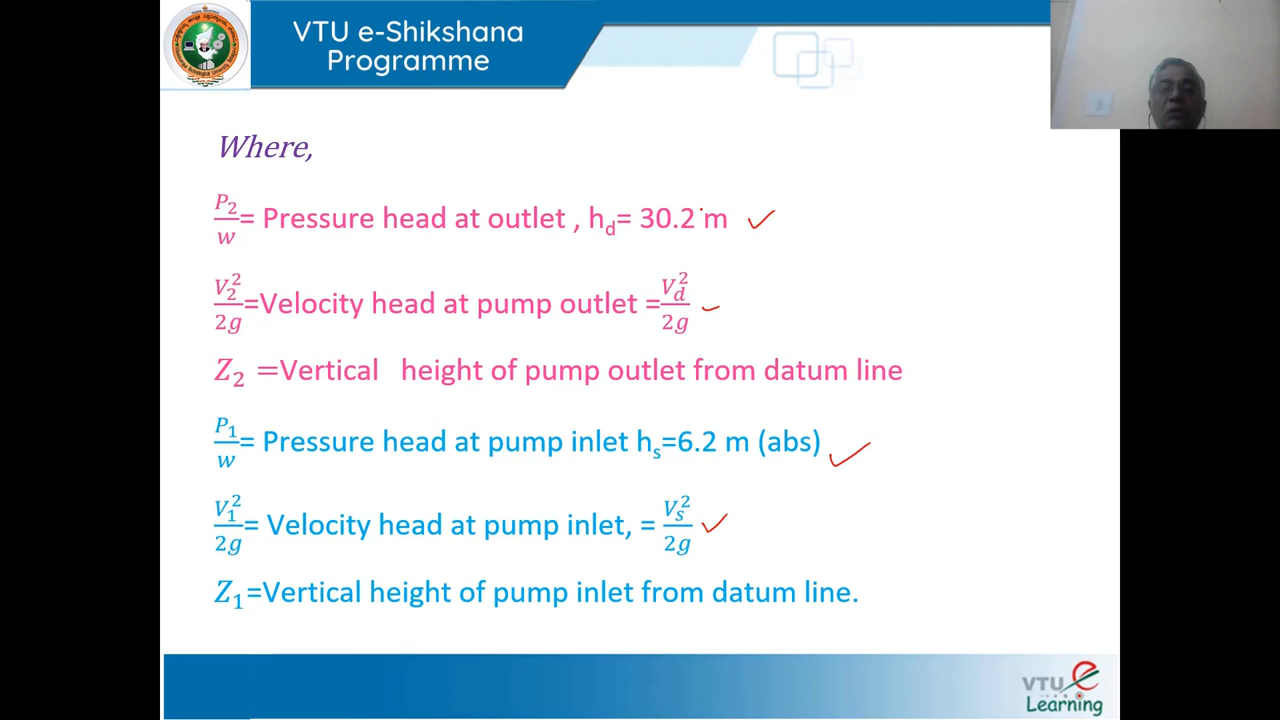 VTU e-Shikshana
Programme
Where,
P₂/w= Pressure head at outlet , h_d= 30.2 m
V₂²/2g=Velocity head at pump outlet =V_d²/2g
Z₂ =Vertical height of pump outlet from datum line
P₁/w= Pressure head at pump inlet hₛ=6.2 m (abs)
V₁²/2g= Velocity head at pump inlet, = Vₛ²/2g
Z₁=Vertical height of pump inlet from datum line.
VTU e
Learning